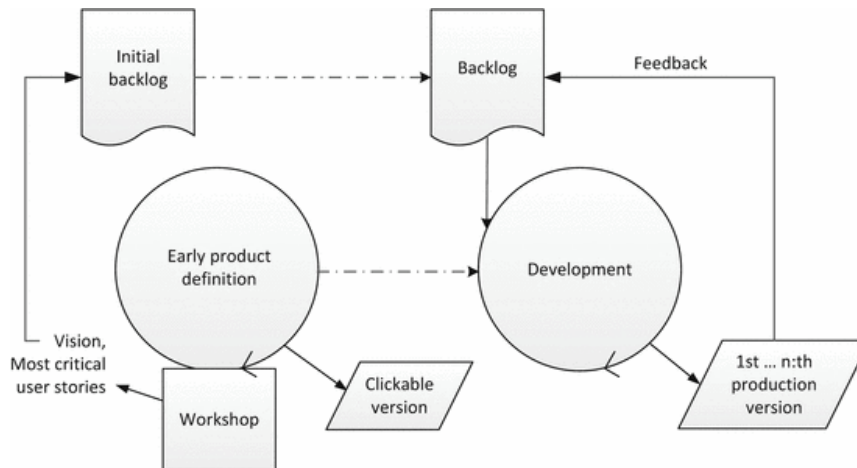 Initial
backlog
Backlog
Feedback
Early product
definition
Development
Vision,
Most critical
user stories
Workshop
Clickable
version
1st ... n:th
production
version